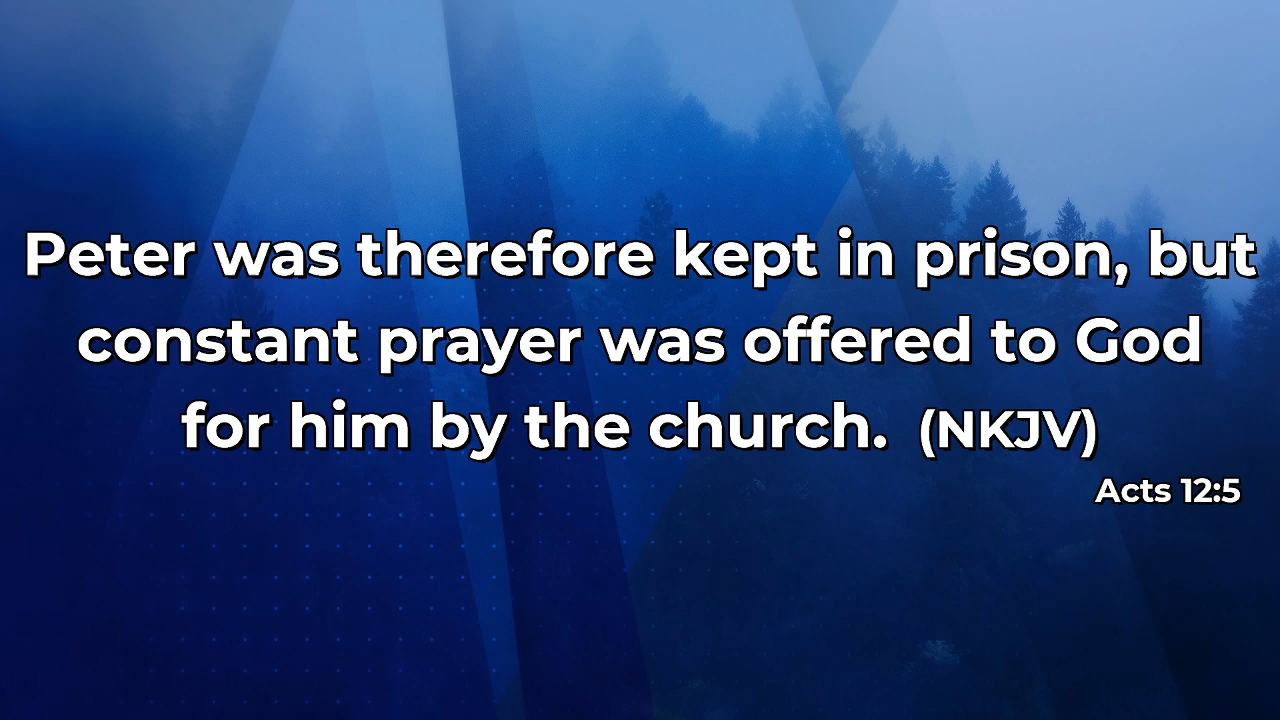 Peter was therefore kept in prison, but
constant prayer was offered to God
for him by the church. (NKJV)
Acts 12:5